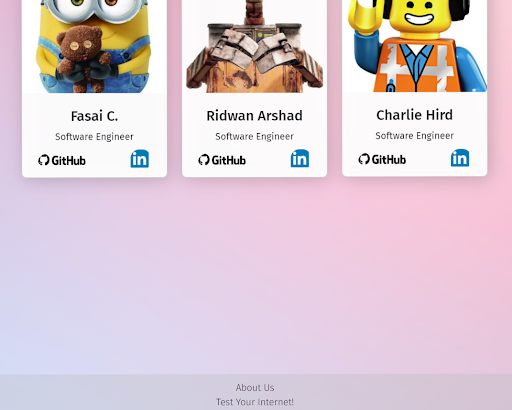 Fasai C.
Software Engineer
GitHub
in
Ridwan Arshad
Software Engineer
GitHub
in
Charlie Hird
Software Engineer
GitHub
in
About Us
Test Your Internet!